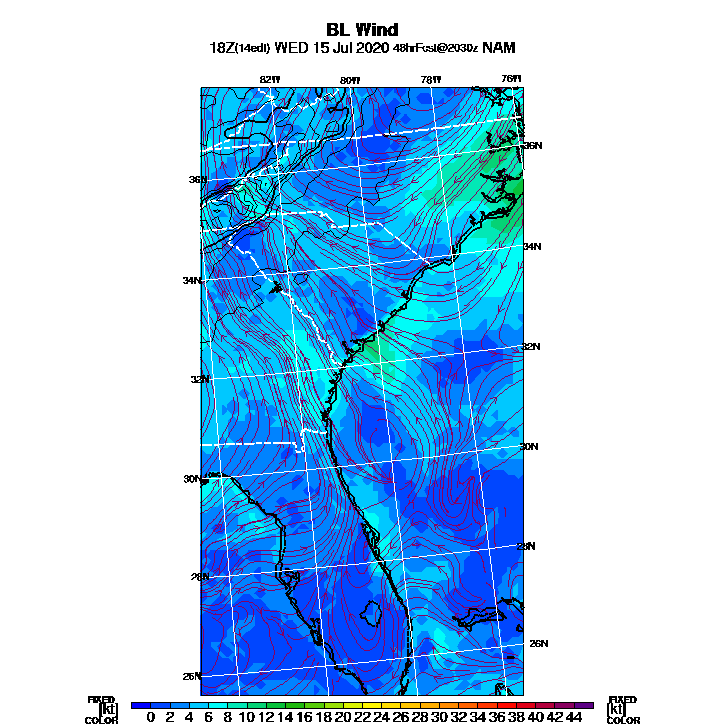 BL Wind
18Z(14edt) WED 15 Jul 2020 48hrFcst@2030z NAM
82W 80W 78W 76W
36N
36N
34N
34N
32N
32N
30N
30N
28N
28N
26N
26N
FIXED FIXED
[kt] 0 2 4 6 8 10 12 14 16 18 20 22 24 26 28 30 32 34 36 38 40 42 44 [kt]
COLOR COLOR